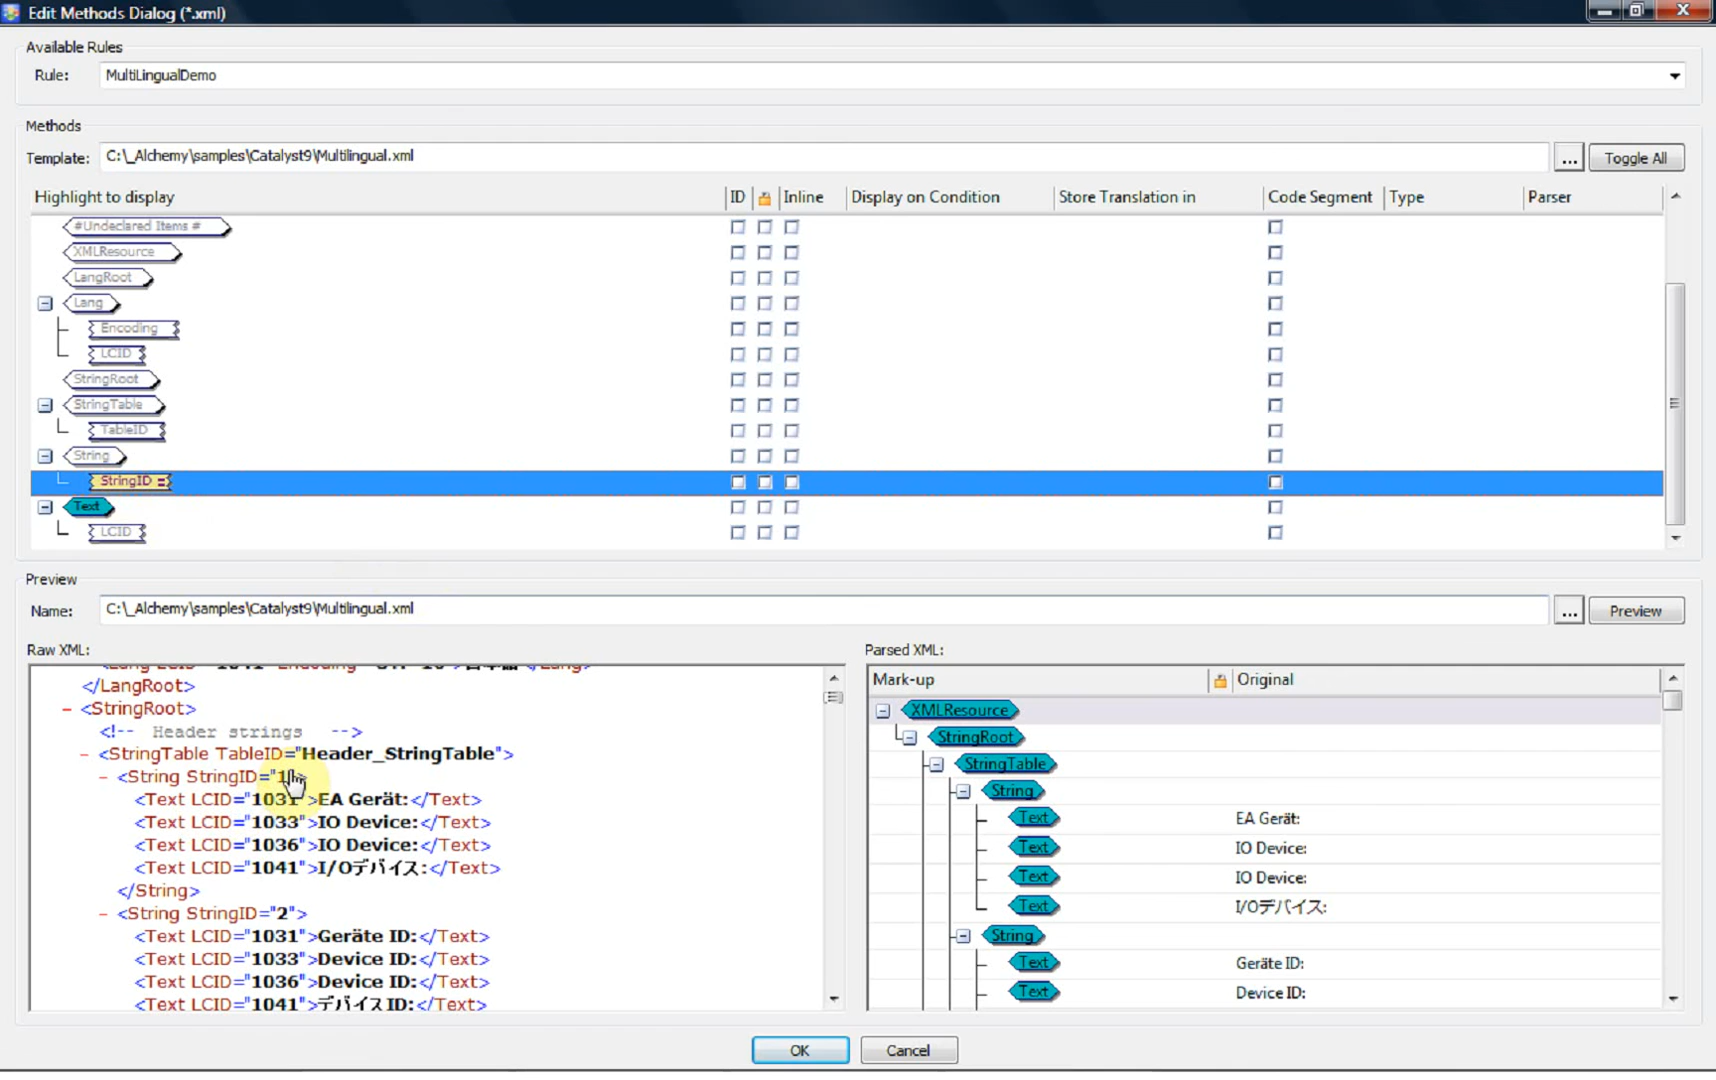 Edit Methods Dialog (*.xml)
Available Rules
Rule: MultiLingualDemo
Methods
Template: C:\_Alchemy\samples\Catalyst9\Multilingual.xml ... Toggle All
Highlight to display ID Inline Display on Condition Store Translation in Code Segment Type Parser
#Undeclared Items #
XMLResource
LangRoot
Lang
Encoding
LCID
StringRoot
StringTable
TableID
String
StringID
Text
LCID
Preview
Name: C:\_Alchemy\samples\Catalyst9\Multilingual.xml ... Preview
Raw XML:
</LangRoot>
- <StringRoot>
<!-- Header strings -->
- <StringTable TableID="Header_StringTable">
- <String StringID="1">
<Text LCID="1031">EA Gerät:</Text>
<Text LCID="1033">IO Device:</Text>
<Text LCID="1036">IO Device:</Text>
<Text LCID="1041">I/Oデバイス:</Text>
</String>
- <String StringID="2">
<Text LCID="1031">Geräte ID:</Text>
<Text LCID="1033">Device ID:</Text>
<Text LCID="1036">Device ID:</Text>
<Text LCID="1041">デバイスID:</Text>
Parsed XML:
Mark-up Original
XMLResource
StringRoot
StringTable
String
Text EA Gerät:
Text IO Device:
Text IO Device:
Text I/Oデバイス:
String
Text Geräte ID:
Text Device ID:
OK Cancel